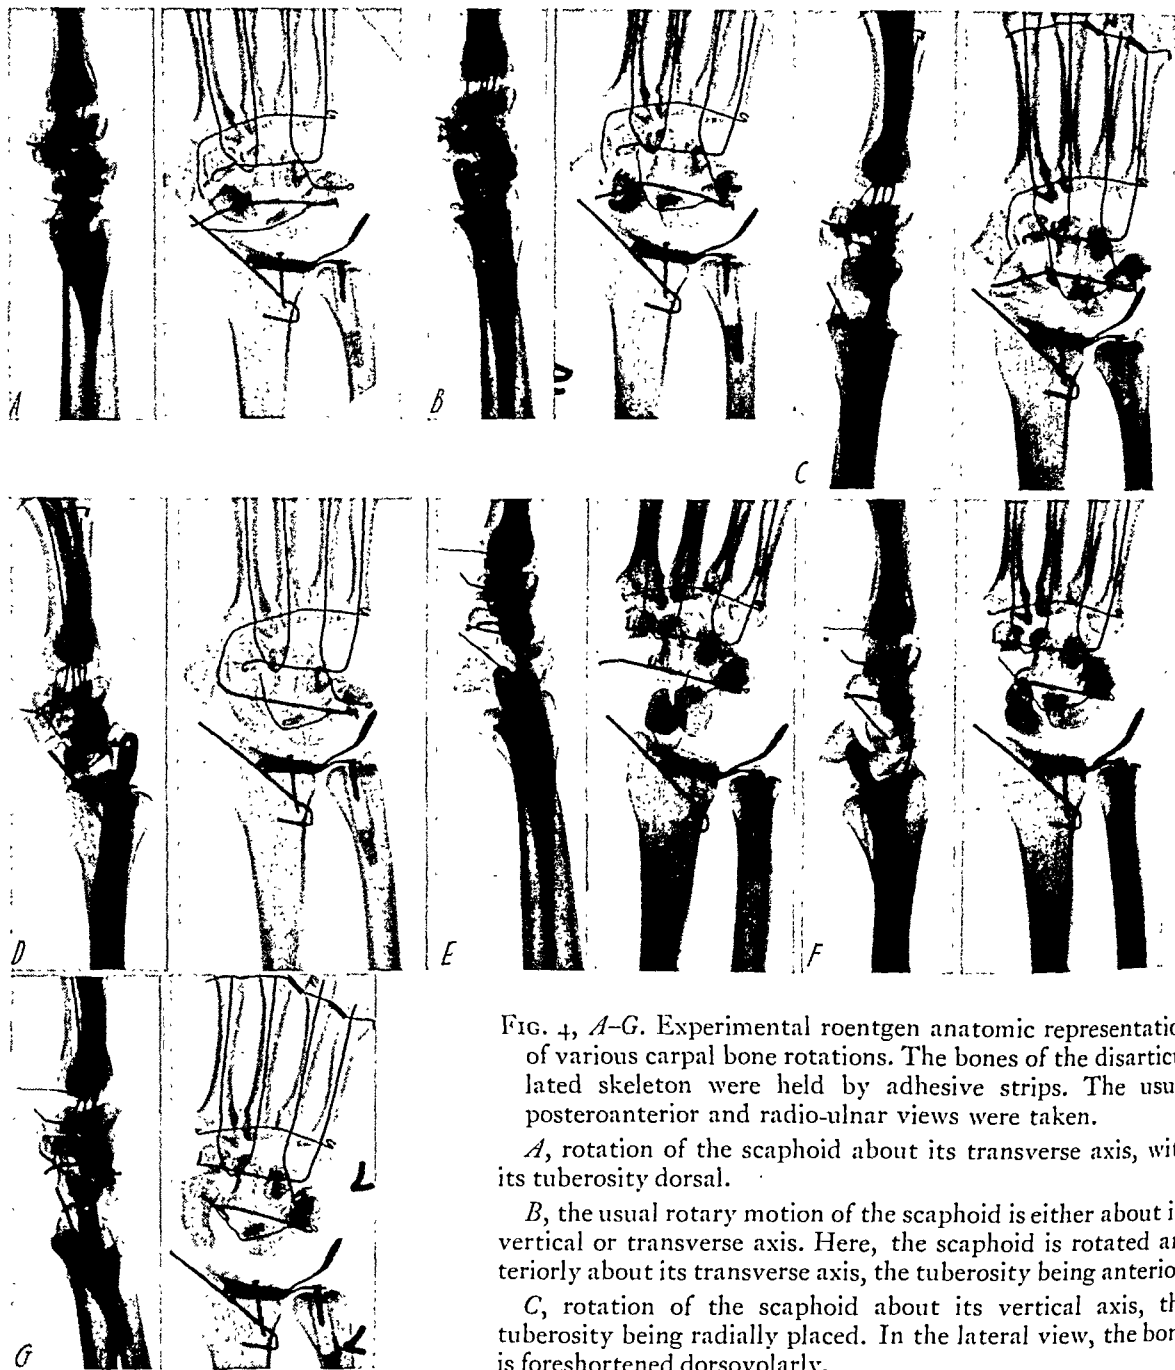 A
B
C
D
E
F
G
L
FIG. 4, A–G. Experimental roentgen anatomic representatio
of various carpal bone rotations. The bones of the disarticu
lated skeleton were held by adhesive strips. The usu
posteroanterior and radio-ulnar views were taken.
A, rotation of the scaphoid about its transverse axis, wit
its tuberosity dorsal.
B, the usual rotary motion of the scaphoid is either about i
vertical or transverse axis. Here, the scaphoid is rotated an
teriorly about its transverse axis, the tuberosity being anterio
C, rotation of the scaphoid about its vertical axis, th
tuberosity being radially placed. In the lateral view, the bon
is foreshortened dorsovolarly.